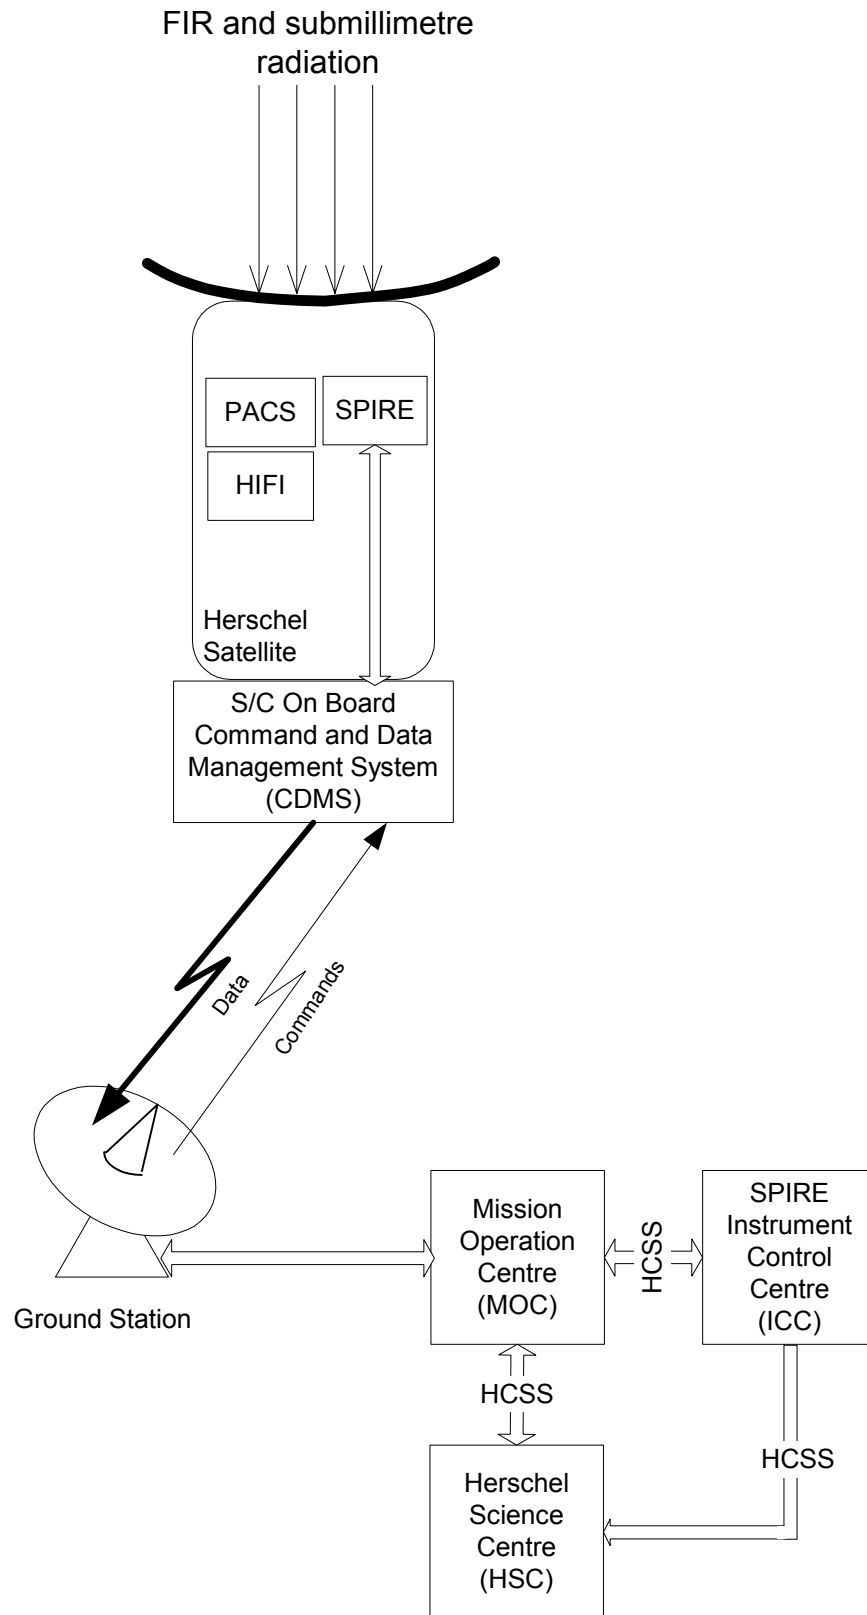 FIR and submillimetre
radiation
PACS
SPIRE
HIFI
Herschel
Satellite
S/C On Board
Command and Data
Management System
(CDMS)
Data
Commands
Ground Station
Mission
Operation
Centre
(MOC)
HCSS
SPIRE
Instrument
Control
Centre
(ICC)
HCSS
HCSS
Herschel
Science
Centre
(HSC)